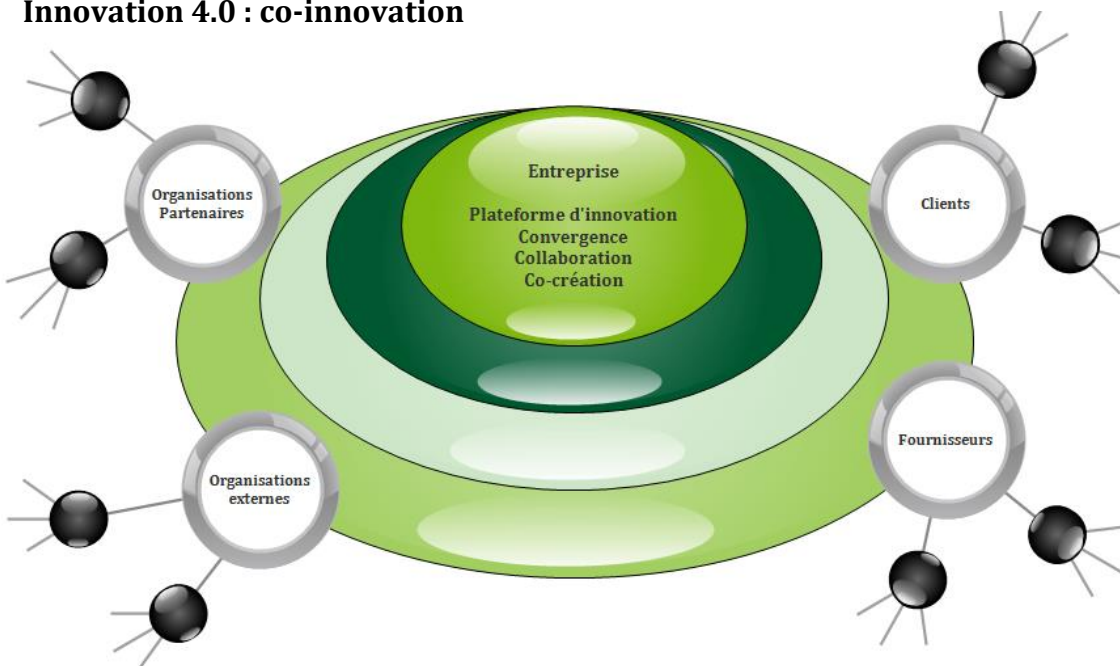 Innovation 4.0 : co-innovation
Entreprise
Plateforme d'innovation
Convergence
Collaboration
Co-création
Organisations
Partenaires
Clients
Organisations
externes
Fournisseurs